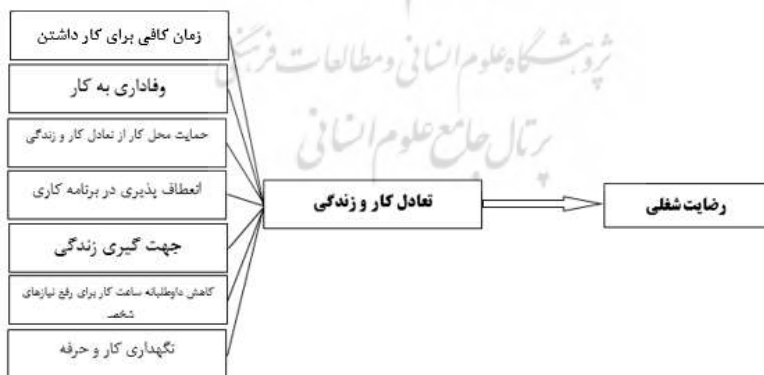 پژوهشگاه علوم انسانی و مطالعات فرهنگی
پرتال جامع علوم انسانی
زمان کافی برای کار داشتن
وفاداری به کار
حمایت محل کار از تعادل کار و زندگی
انعطاف پذیری در برنامه کاری
جهت گیری زندگی
کاهش داوطلبانه ساعت کار برای رفع نیازهای
نگهداری کار و حرفه
تعادل کار و زندگی
رضایت شغلی